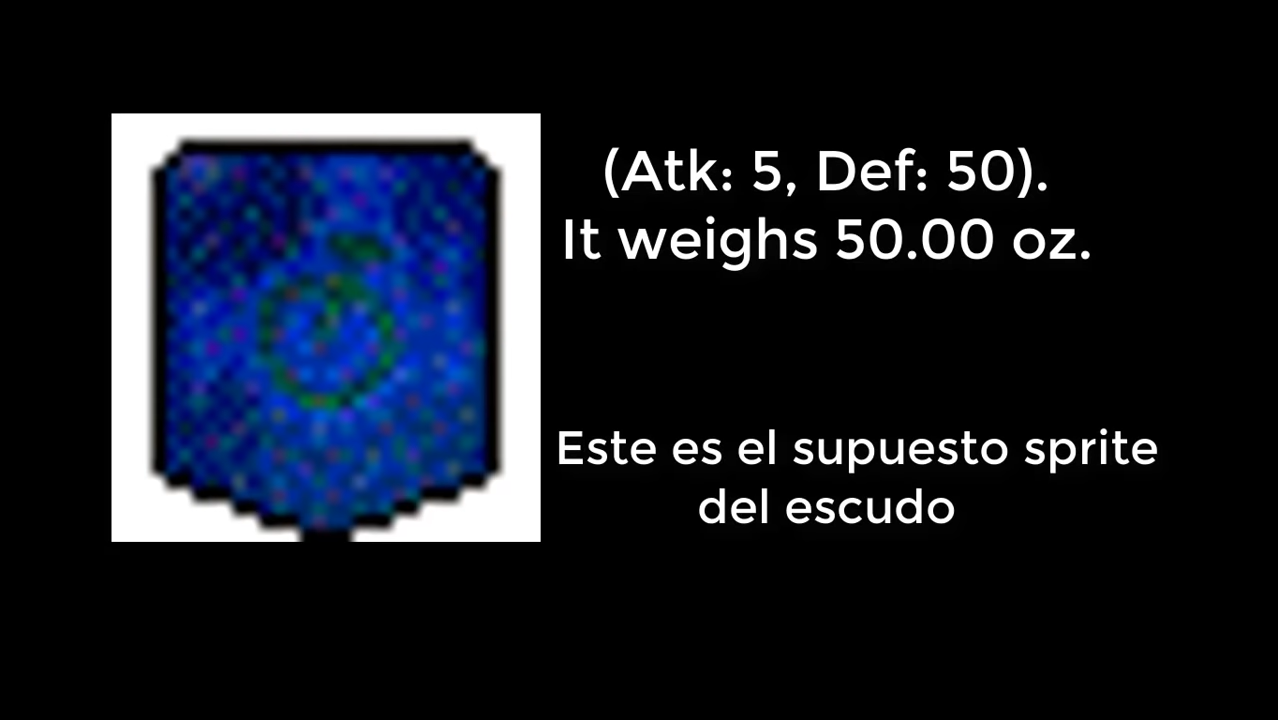 (Atk: 5, Def: 50).
It weighs 50.00 oz.
Este es el supuesto sprite
del escudo